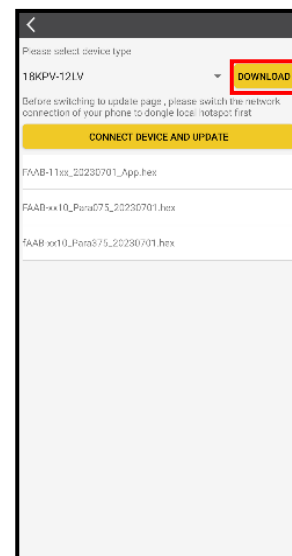 Please select device type
18KPV-12LV
DOWNLOAD
Before switching to update page , please switch the network
connection of your phone to dongle local hotspot first
CONNECT DEVICE AND UPDATE
FAAB-11xx_20230701_App.hex
FAAB-xx10_Para075_20230701.hex
fAAB-xx10_Para375_20230701.hex